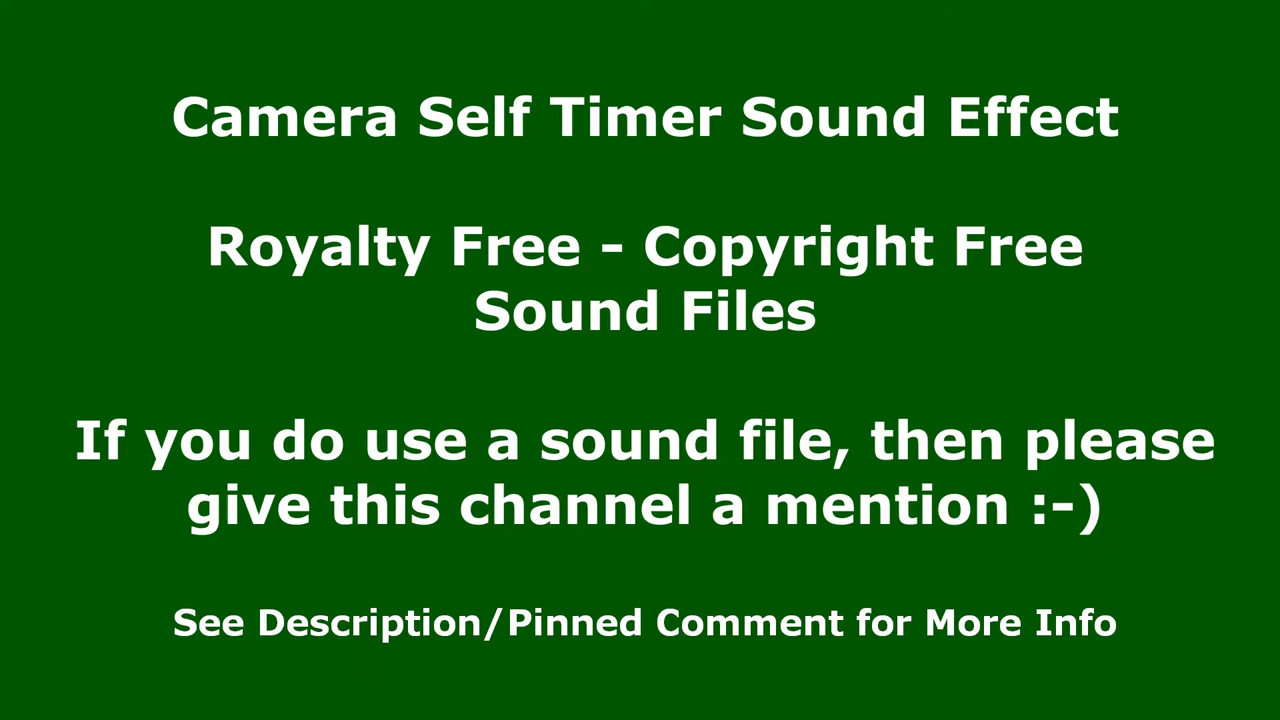 Camera Self Timer Sound Effect
Royalty Free - Copyright Free
Sound Files
If you do use a sound file, then please
give this channel a mention :-)
See Description/Pinned Comment for More Info